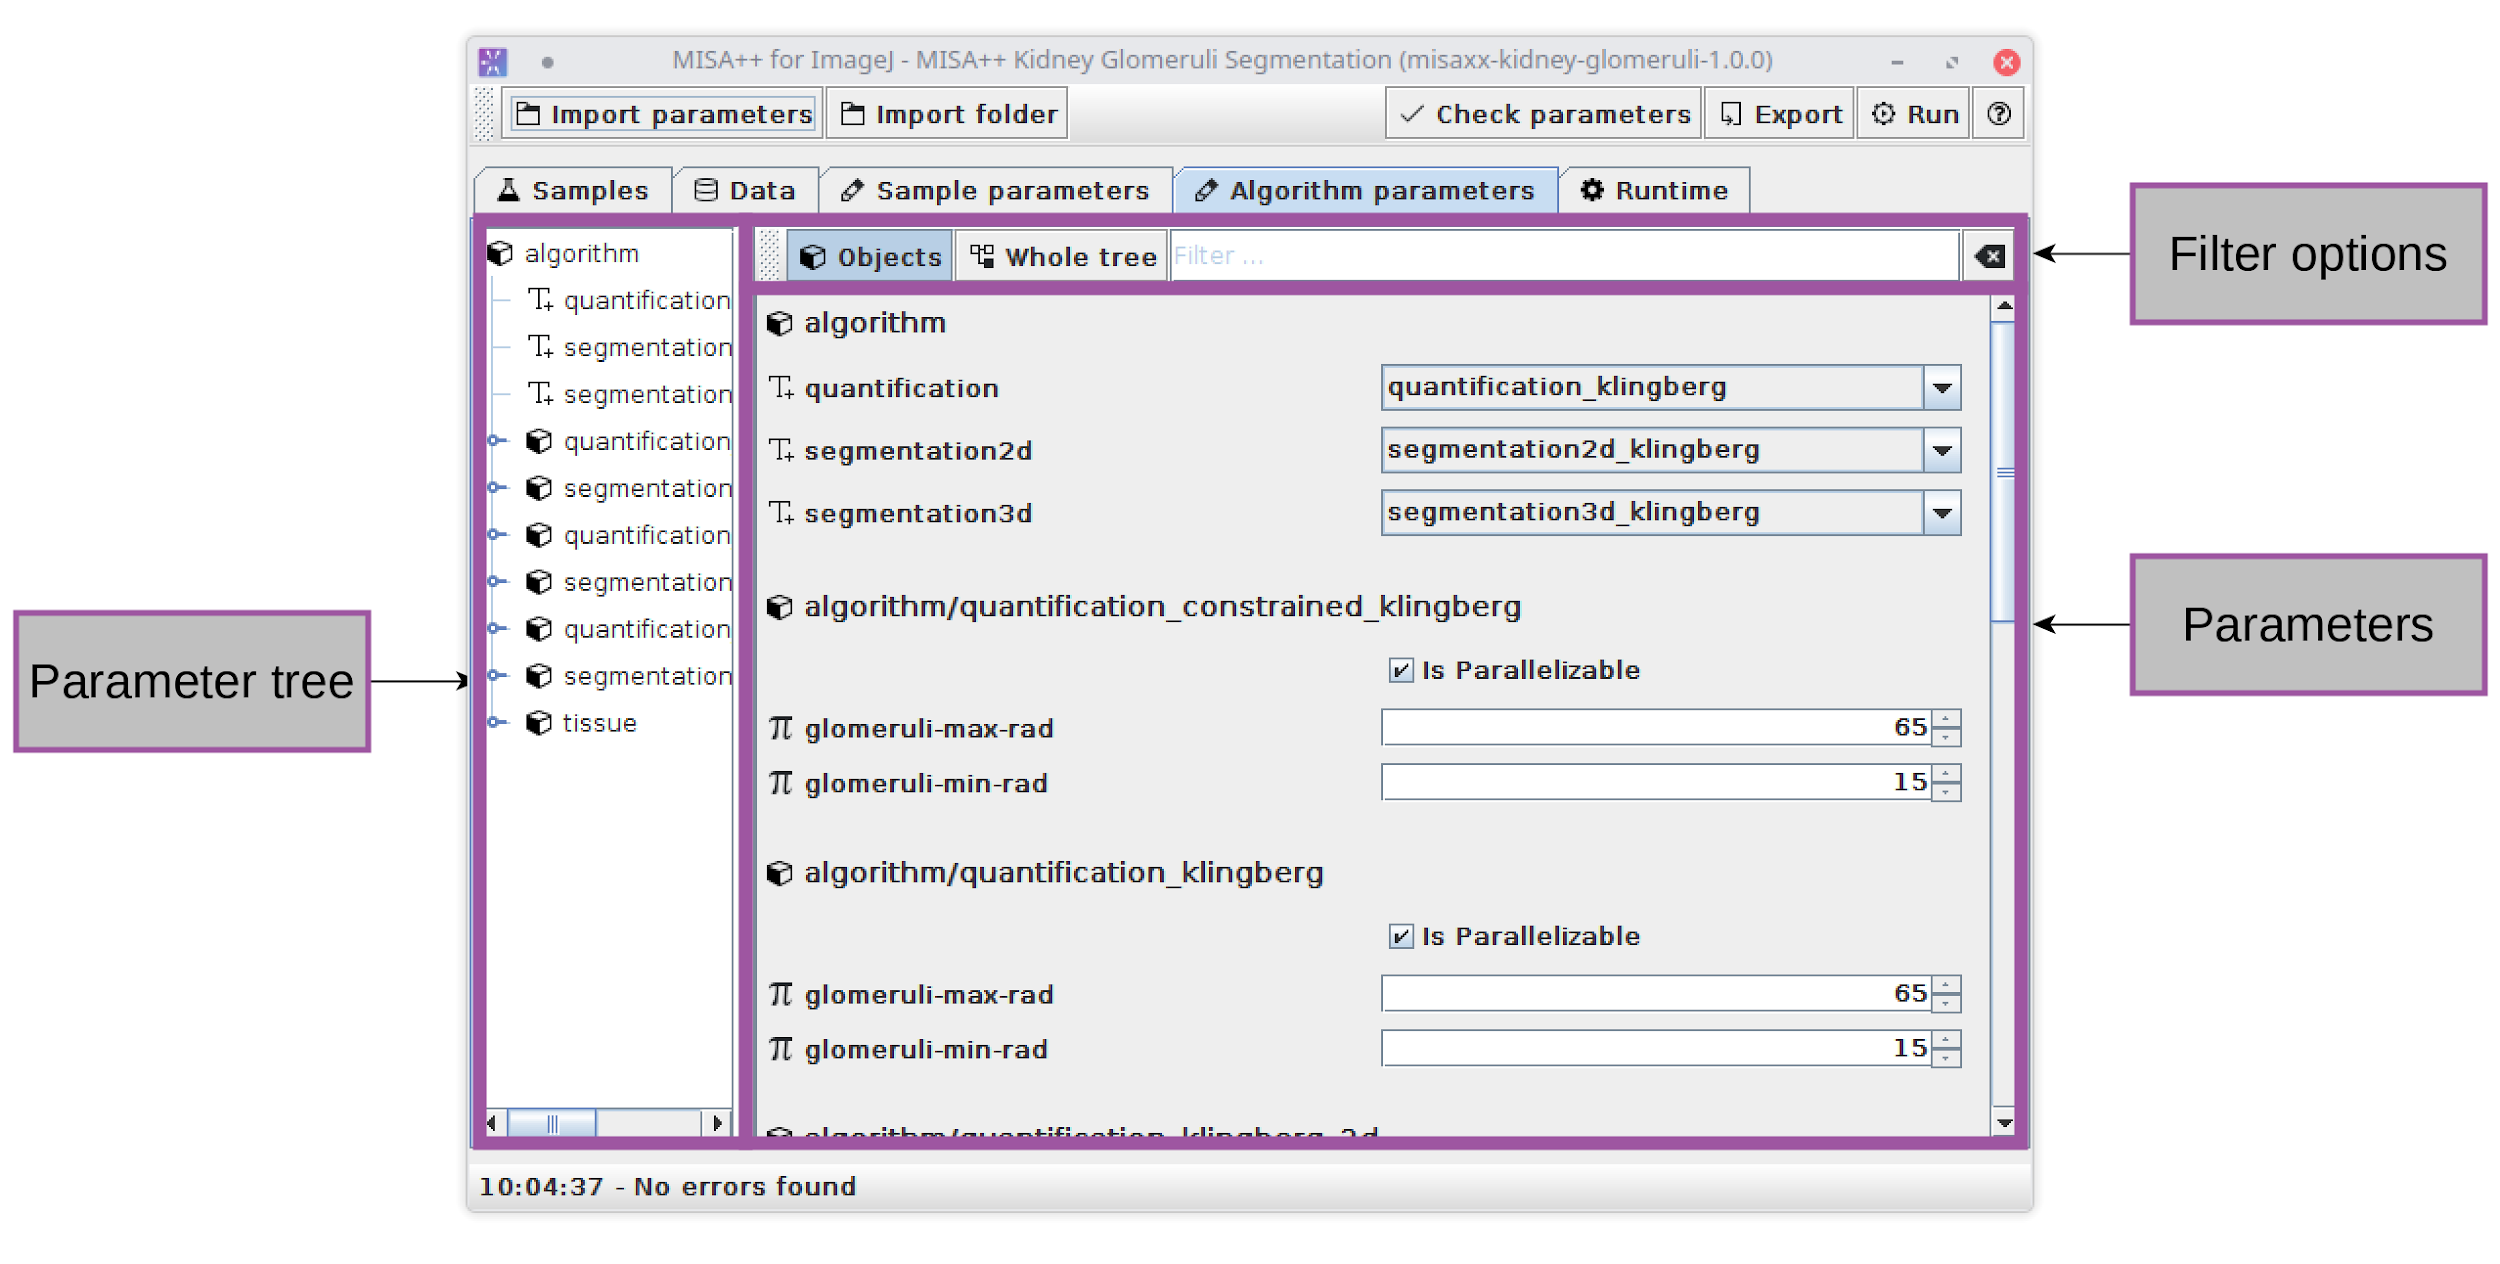 MISA++ for ImageJ - MISA++ Kidney Glomeruli Segmentation (misaxx-kidney-glomeruli-1.0.0)
Import parameters Import folder Check parameters Export Run
Samples Data Sample parameters Algorithm parameters Runtime
algorithm
quantification
segmentation
segmentation
quantification
segmentation
quantification
segmentation
quantification
segmentation
tissue
Objects Whole tree Filter ...
algorithm
quantification quantification_klingberg
segmentation2d segmentation2d_klingberg
segmentation3d segmentation3d_klingberg
algorithm/quantification_constrained_klingberg
Is Parallelizable
glomeruli-max-rad 65
glomeruli-min-rad 15
algorithm/quantification_klingberg
Is Parallelizable
glomeruli-max-rad 65
glomeruli-min-rad 15
algorithm/quantification_klingberg_2d
10:04:37 - No errors found
Parameter tree
Filter options
Parameters